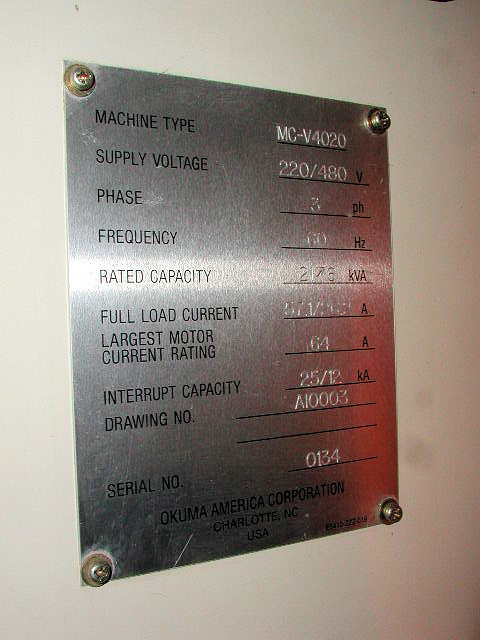 MACHINE TYPE MC-V4020
SUPPLY VOLTAGE 220/480 V
PHASE 3 ph
FREQUENCY 60 Hz
RATED CAPACITY kVA
FULL LOAD CURRENT A
LARGEST MOTOR
CURRENT RATING 64 A
INTERRUPT CAPACITY 25/12 kA
DRAWING NO. A10003
SERIAL NO. 0134
OKUMA AMERICA CORPORATION
CHARLOTTE, NC
USA